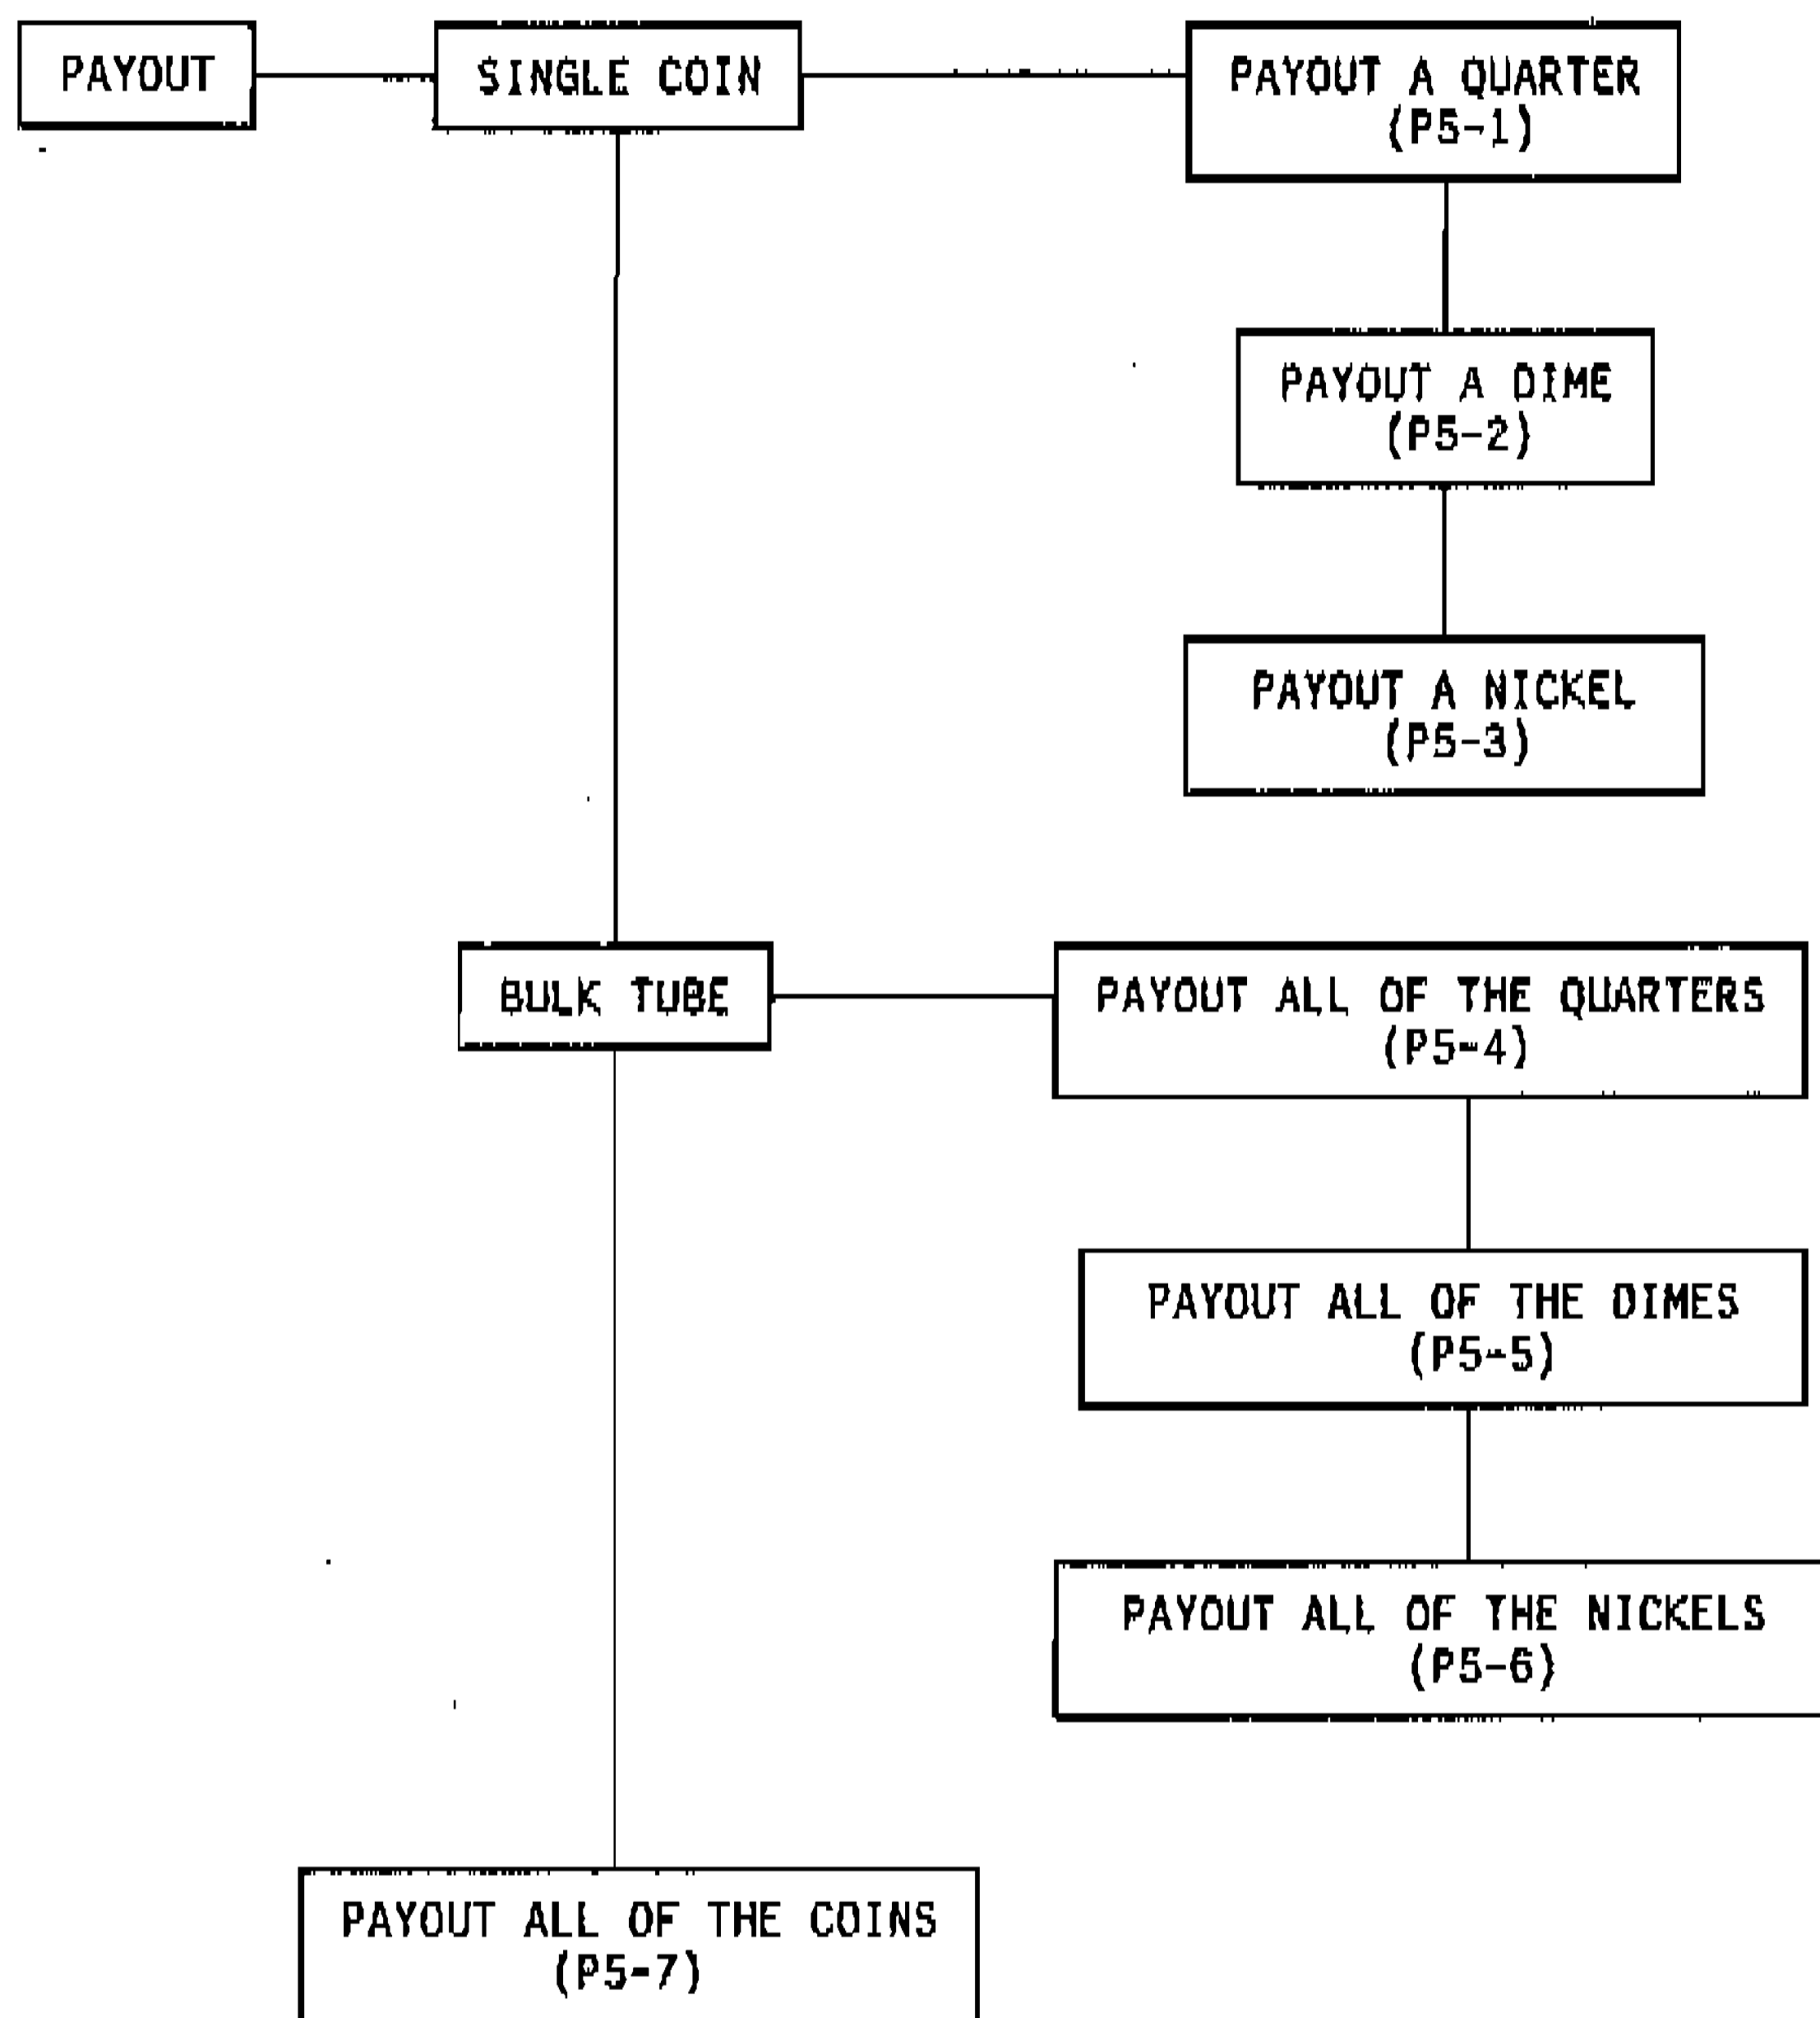 PAYOUT
SINGLE COIN
PAYOUT A QUARTER
(P5-1)
PAYOUT A DIME
(P5-2)
PAYOUT A NICKEL
(P5-3)
BULK TUBE
PAYOUT ALL OF THE QUARTERS
(P5-4)
PAYOUT ALL OF THE DIMES
(P5-5)
PAYOUT ALL OF THE NICKELS
(P5-6)
PAYOUT ALL OF THE COINS
(P5-7)